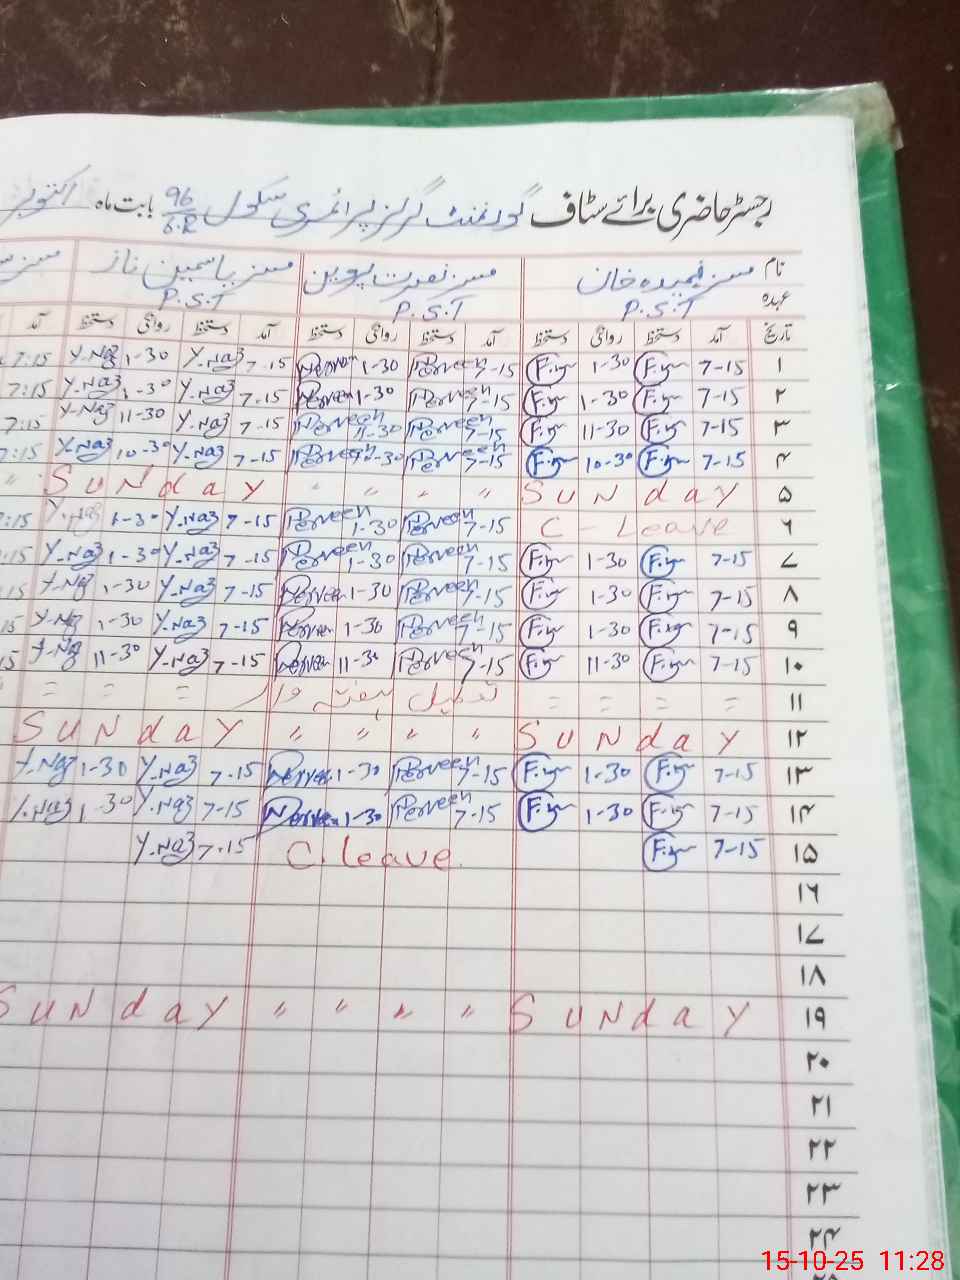 رجسٹر حاضری برائے سٹاف گورنمنٹ گرلز پرائمری سکول 96/6.R بابت ماہ اکتوبر
نام مسز فہمیدہ خان مسز نصرت پروین مسز یاسمین ناز
عہدہ P.S.T P.S.T P.S.T
تاریخ آمد دستخط روانگی دستخط آمد دستخط روانگی دستخط آمد دستخط روانگی دستخط آمد
۱ 7-15 1-30 7-15 Perveen 1-30 7-15 Y.Naz 1-30 Y.Naz 7:15
۲ 7-15 1-30 7-15 Perveen 1-30 7-15 Y.Naz 1-30 Y.Naz 7:15
۳ 7-15 11-30 7-15 Perveen 11-30 Perveen 7-15 Y.Naz 11-30 Y.Naz 7:15
۴ 7-15 10-30 7-15 Perveen 10-30 Perveen 7-15 Y.Naz 10-30 Y.Naz 7:15
۵ Sunday " " " " Sunday "
۶ C - Leave 7-15 Perveen 1-30 Perveen 7-15 Y.Naz 1-30 Y.Naz 7:15
۷ 7-15 1-30 7-15 Perveen 1-30 Perveen 7-15 Y.Naz 1-30 Y.Naz :15
۸ 7-15 1-30 7-15 Perveen 1-30 7-15 Y.Naz 1-30 Y.Naz 15
۹ 7-15 1-30 7-15 Perveen 1-30 7-15 Y.Naz 1-30 Y.Naz 15
۱۰ 7-15 11-30 7-15 Perveen 11-30 7-15 Y.Naz 11-30 Y.Naz 15
۱۱ = = = = تعطیل ہفتہ وار = = =
۱۲ Sunday " " " " Sunday
۱۳ 7-15 1-30 7-15 Perveen 1-30 7-15 Y.Naz 1-30 Y.Naz
۱۴ 7-15 1-30 7-15 Perveen 1-30 7-15 Y.Naz 1-30 Y.Naz
۱۵ 7-15 C. Leave 7-15 Y.Naz
۱۶
۱۷
۱۸
۱۹ Sunday " " " " Sunday
۲۰
۲۱
۲۲
۲۳
۲۴
15-10-25 11:28